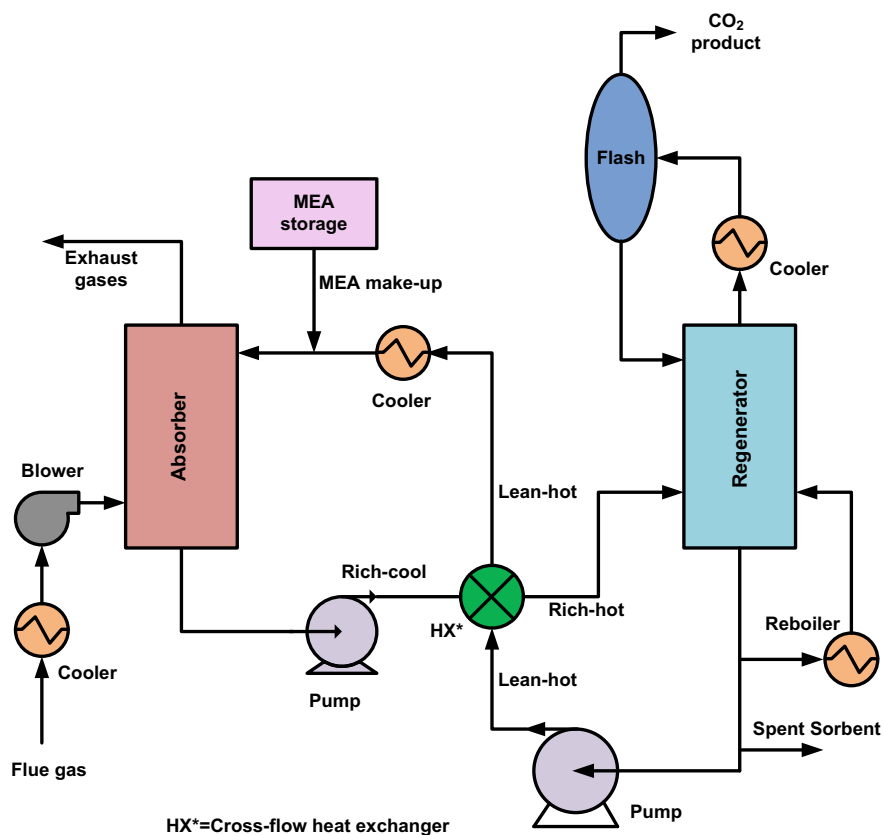 CO₂
product
Flash
MEA
storage
Exhaust
gases
MEA make-up
Cooler
Cooler
Absorber
Regenerator
Blower
Lean-hot
Rich-cool
Rich-hot
HX*
Reboiler
Cooler
Lean-hot
Pump
Spent Sorbent
Flue gas
Pump
HX*=Cross-flow heat exchanger